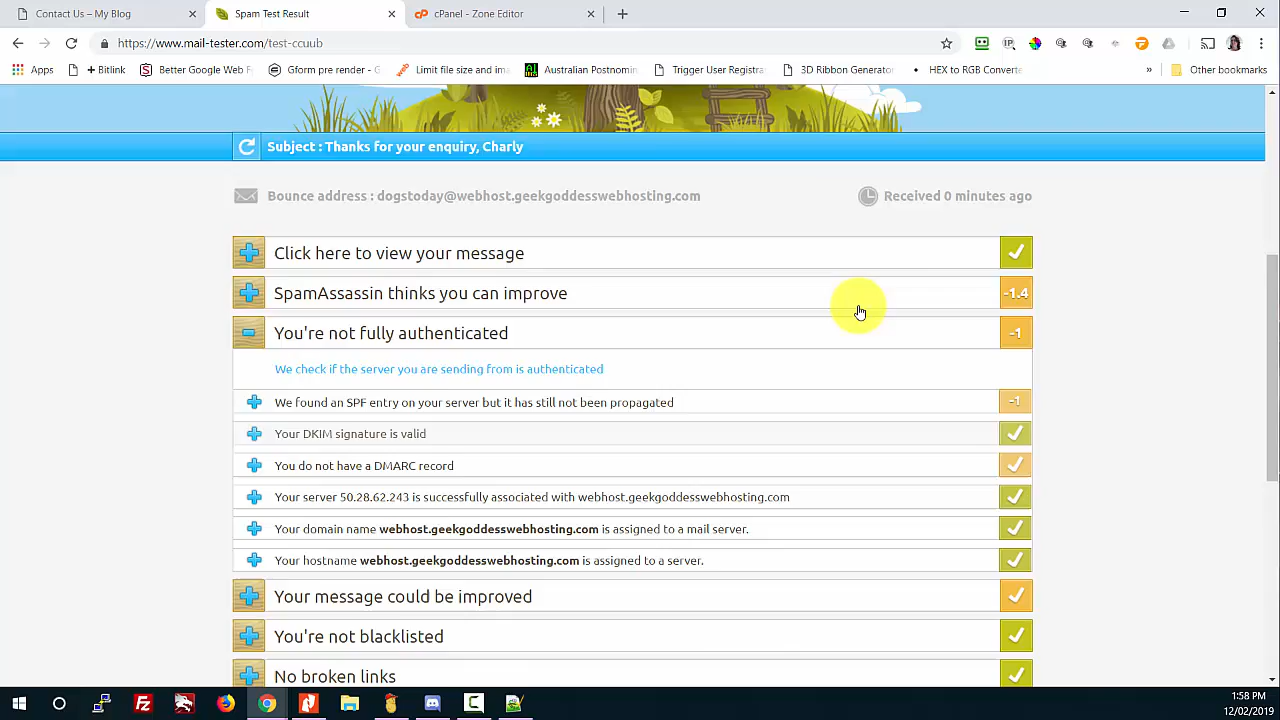 Contact Us – My Blog
Spam Test Result
cPanel - Zone Editor
https://www.mail-tester.com/test-ccuub
Apps
+ Bitlink
Better Google Web F
Gform pre render - G
Limit file size and ima
Australian Postnomin
Trigger User Registra
3D Ribbon Generator
HEX to RGB Converte
»
Other bookmarks
Subject : Thanks for your enquiry, Charly
Bounce address : dogstoday@webhost.geekgoddesswebhosting.com
Received 0 minutes ago
Click here to view your message
SpamAssassin thinks you can improve
-1.4
You're not fully authenticated
-1
We check if the server you are sending from is authenticated
We found an SPF entry on your server but it has still not been propagated
-1
Your DKIM signature is valid
You do not have a DMARC record
Your server 50.28.62.243 is successfully associated with webhost.geekgoddesswebhosting.com
Your domain name webhost.geekgoddesswebhosting.com is assigned to a mail server.
Your hostname webhost.geekgoddesswebhosting.com is assigned to a server.
Your message could be improved
You're not blacklisted
No broken links
1:58 PM
12/02/2019